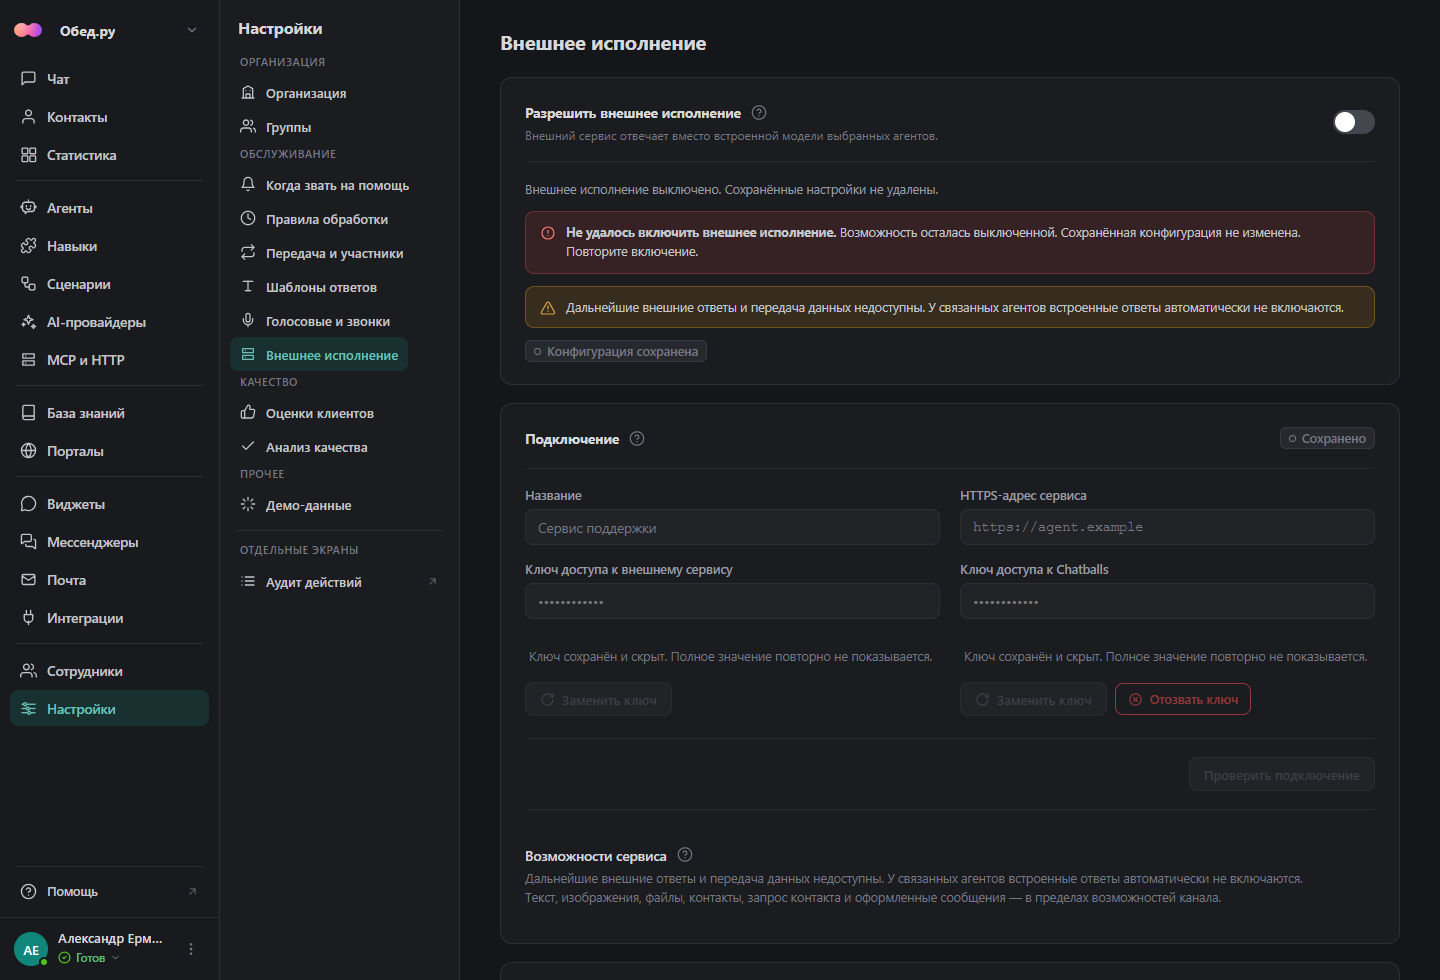 Обед.ру
Чат
Контакты
Статистика
Агенты
Навыки
Сценарии
AI-провайдеры
MCP и HTTP
База знаний
Порталы
Виджеты
Мессенджеры
Почта
Интеграции
Сотрудники
Настройки
Помощь
АЕ
Александр Ерм...
Готов
Настройки
ОРГАНИЗАЦИЯ
Организация
Группы
ОБСЛУЖИВАНИЕ
Когда звать на помощь
Правила обработки
Передача и участники
Шаблоны ответов
Голосовые и звонки
Внешнее исполнение
КАЧЕСТВО
Оценки клиентов
Анализ качества
ПРОЧЕЕ
Демо-данные
ОТДЕЛЬНЫЕ ЭКРАНЫ
Аудит действий
Внешнее исполнение
Разрешить внешнее исполнение
Внешний сервис отвечает вместо встроенной модели выбранных агентов.
Внешнее исполнение выключено. Сохранённые настройки не удалены.
Не удалось включить внешнее исполнение. Возможность осталась выключенной. Сохранённая конфигурация не изменена.
Повторите включение.
Дальнейшие внешние ответы и передача данных недоступны. У связанных агентов встроенные ответы автоматически не включаются.
Конфигурация сохранена
Подключение
Сохранено
Название
HTTPS-адрес сервиса
Сервис поддержки
https://agent.example
Ключ доступа к внешнему сервису
Ключ доступа к Chatballs
••••••••••••
••••••••••••
Ключ сохранён и скрыт. Полное значение повторно не показывается.
Ключ сохранён и скрыт. Полное значение повторно не показывается.
Заменить ключ
Заменить ключ
Отозвать ключ
Проверить подключение
Возможности сервиса
Дальнейшие внешние ответы и передача данных недоступны. У связанных агентов встроенные ответы автоматически не включаются.
Текст, изображения, файлы, контакты, запрос контакта и оформленные сообщения — в пределах возможностей канала.